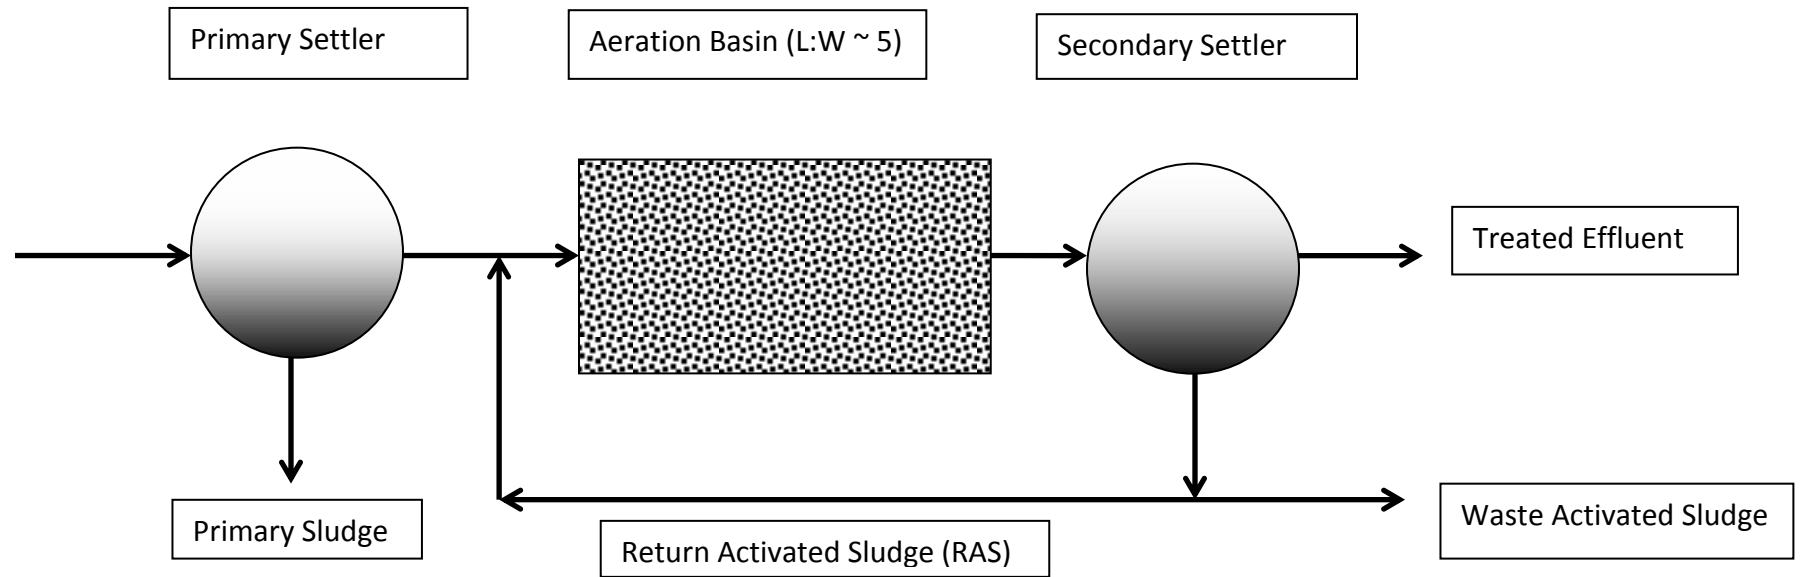 Primary Settler
Aeration Basin (L:W ~ 5)
Secondary Settler
Treated Effluent
Primary Sludge
Return Activated Sludge (RAS)
Waste Activated Sludge